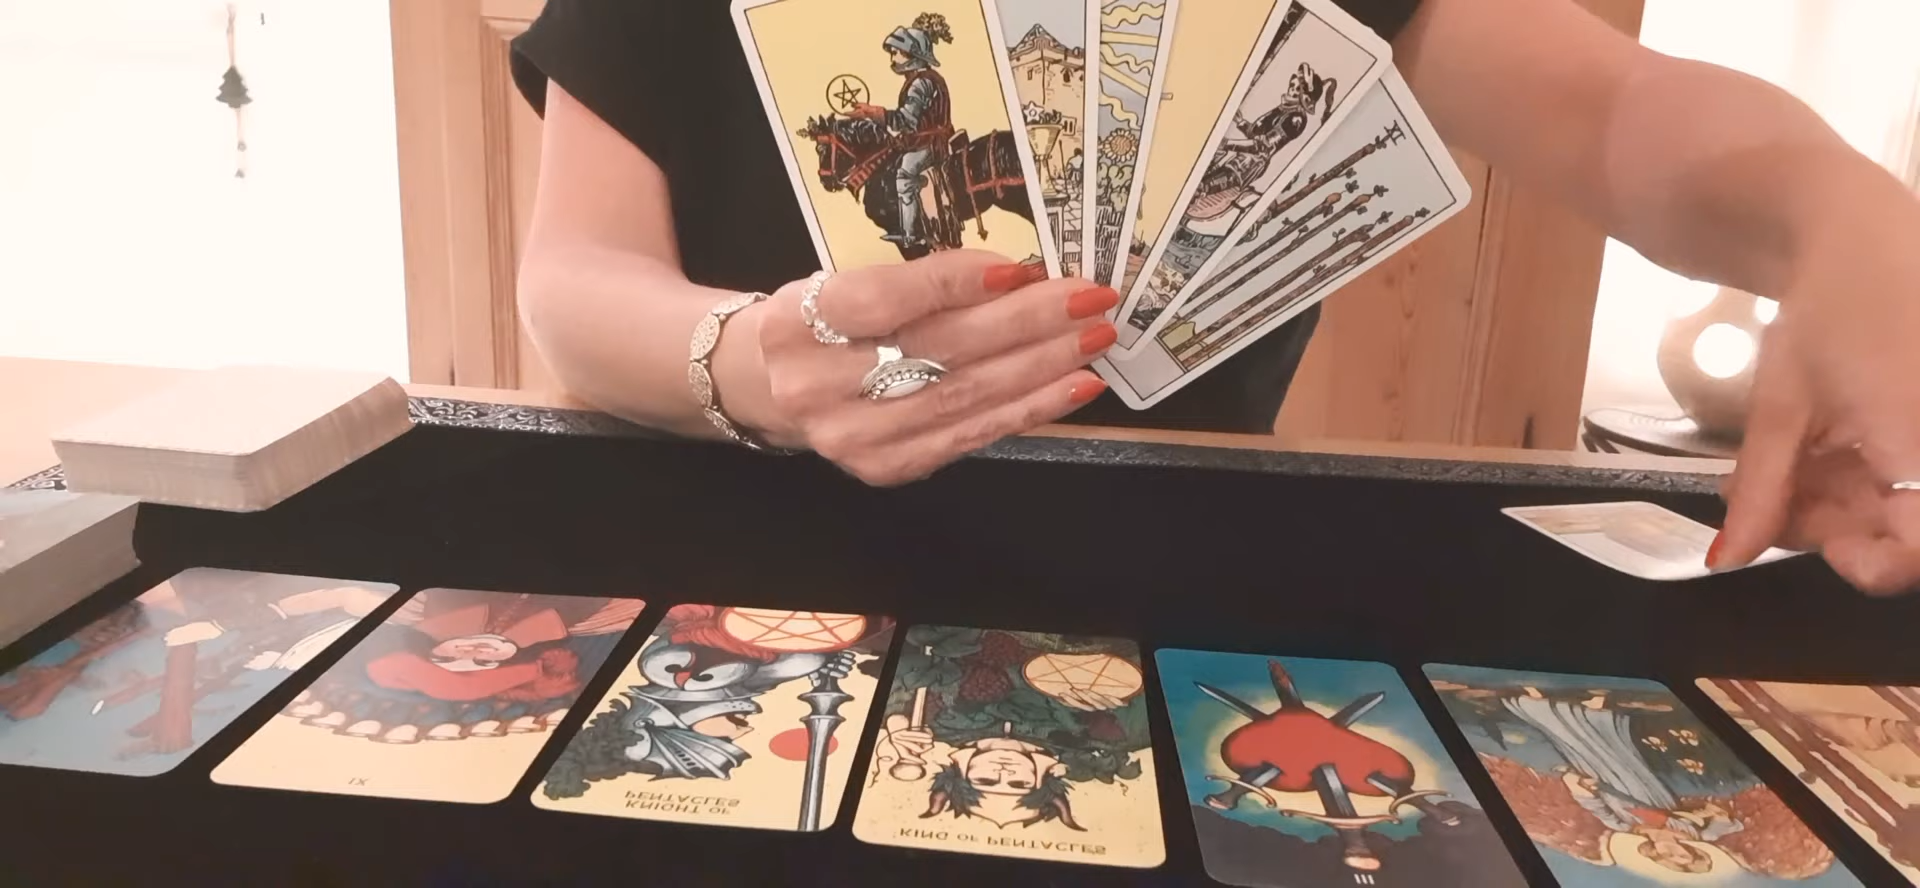 IX
KNIGHT OF
PENTACLES
KING OF PENTACLES
III